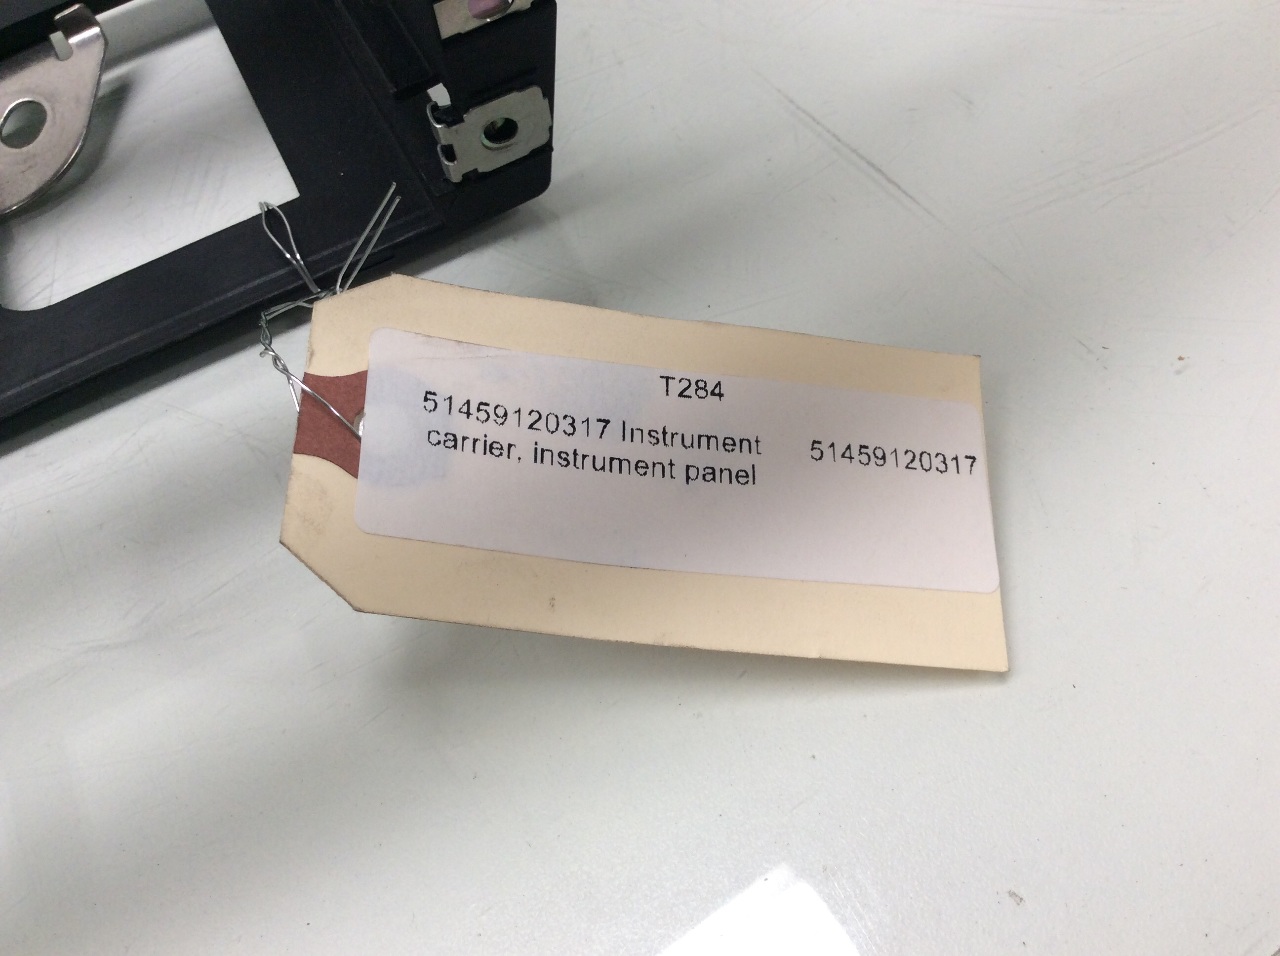 T284
51459120317 Instrument
carrier, instrument panel
51459120317